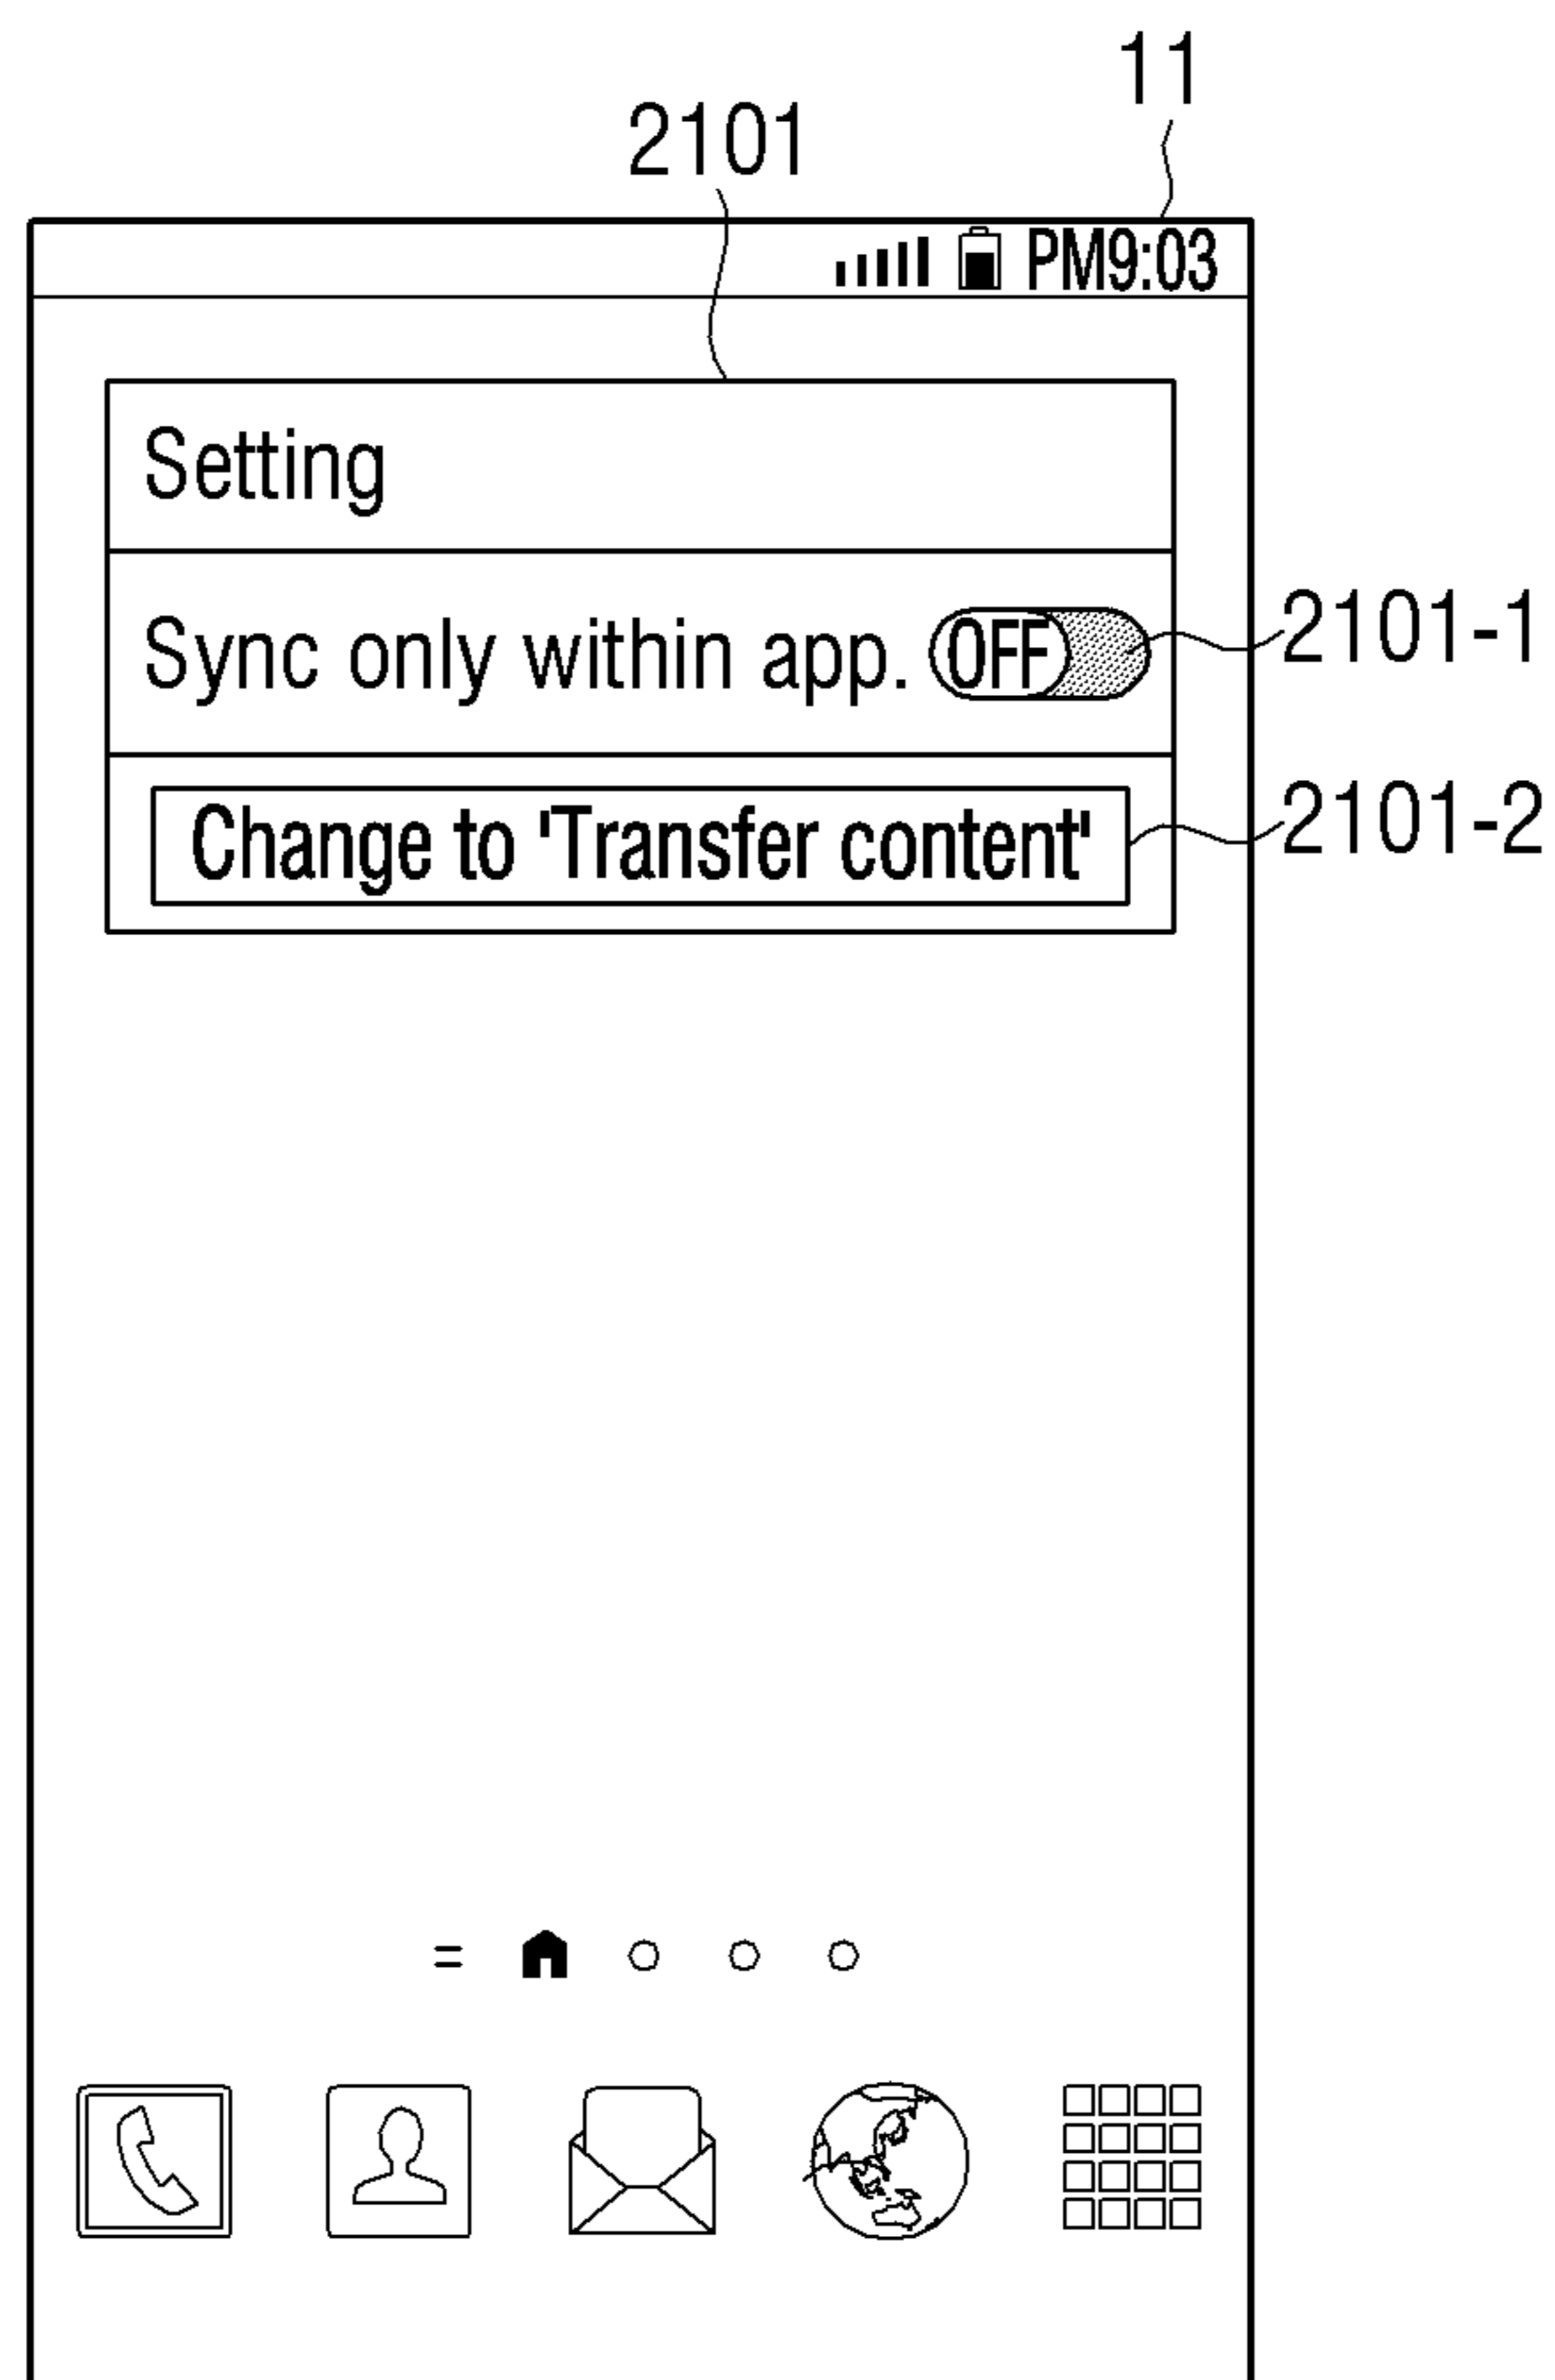 11
2101
PM9:03
Setting
Sync only within app. OFF
2101-1
Change to 'Transfer content'
2101-2